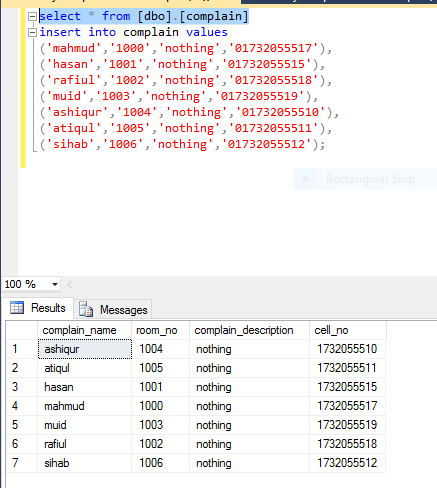 select * from [dbo].[complain]
insert into complain values
('mahmud','1000','nothing','01732055517'),
('hasan','1001','nothing','01732055515'),
('rafiul','1002','nothing','01732055518'),
('muid','1003','nothing','01732055519'),
('ashiqur','1004','nothing','01732055510'),
('atiqul','1005','nothing','01732055511'),
('sihab','1006','nothing','01732055512');
Rectangular Snip
100 %
Results Messages
complain_name room_no complain_description cell_no
1 ashiqur 1004 nothing 1732055510
2 atiqul 1005 nothing 1732055511
3 hasan 1001 nothing 1732055515
4 mahmud 1000 nothing 1732055517
5 muid 1003 nothing 1732055519
6 rafiul 1002 nothing 1732055518
7 sihab 1006 nothing 1732055512